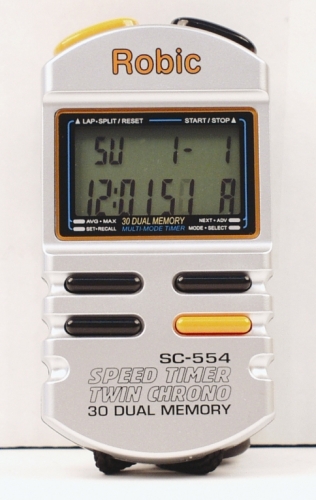 Robic
▲ LAP-SPLIT / RESET START / STOP ▲
SU 1- 1
12:01 51 A
AVG • MAX 30 DUAL MEMORY NEXT • ADV
SET-RECALL MULTI MODE TIMER MODE • SELECT
SC-554
SPEED TIMER
TWIN CHRONO
30 DUAL MEMORY